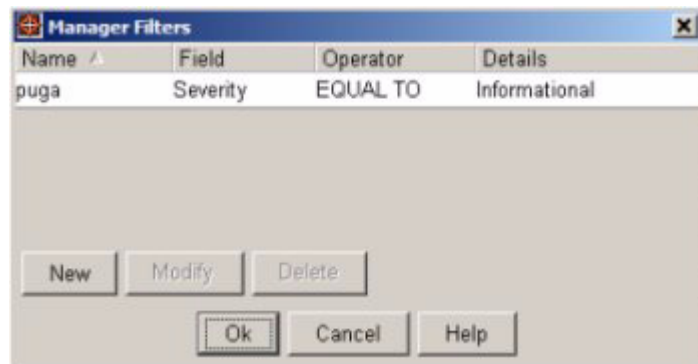 Manager Filters
Name Field Operator Details
puga Severity EQUAL TO Informational
New Modify Delete
Ok Cancel Help